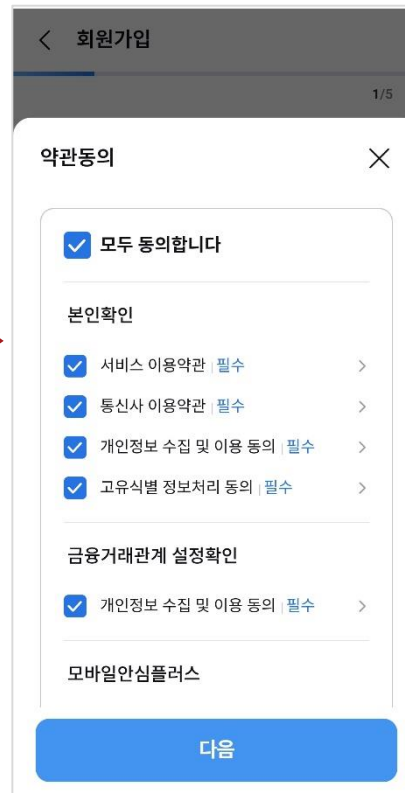 회원가입
1/5
약관동의
모두 동의합니다
본인확인
서비스 이용약관 | 필수
통신사 이용약관 | 필수
개인정보 수집 및 이용 동의 | 필수
고유식별 정보처리 동의 | 필수
금융거래관계 설정확인
개인정보 수집 및 이용 동의 | 필수
모바일안심플러스
다음